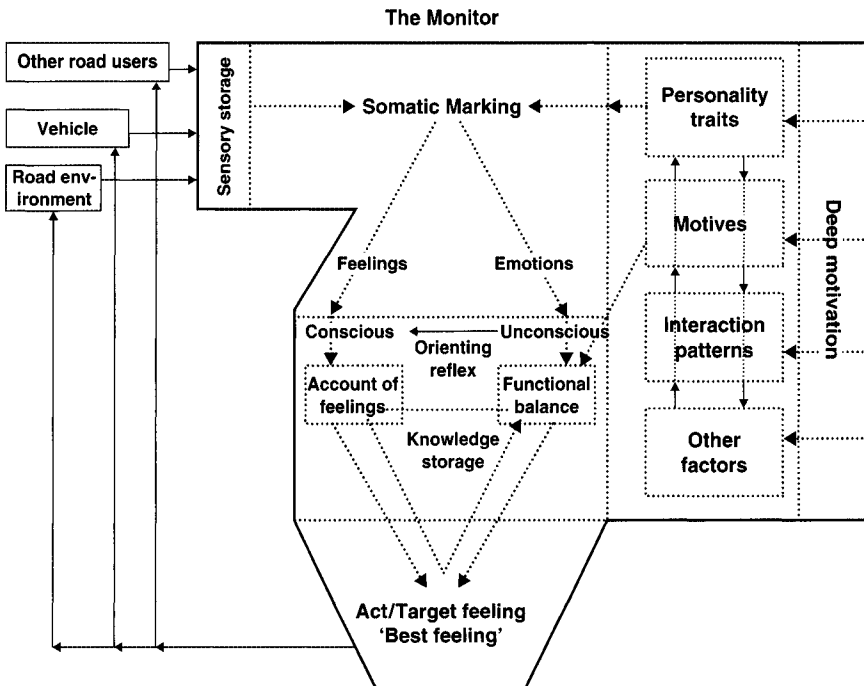 The Monitor
Other road users
Vehicle
Road env-
ironment
Sensory storage
Somatic Marking
Personality
traits
Motives
Interaction
patterns
Other
factors
Deep motivation
Feelings
Emotions
Conscious
Unconscious
Orienting
reflex
Account of
feelings
Functional
balance
Knowledge
storage
Act/Target feeling
‘Best feeling’